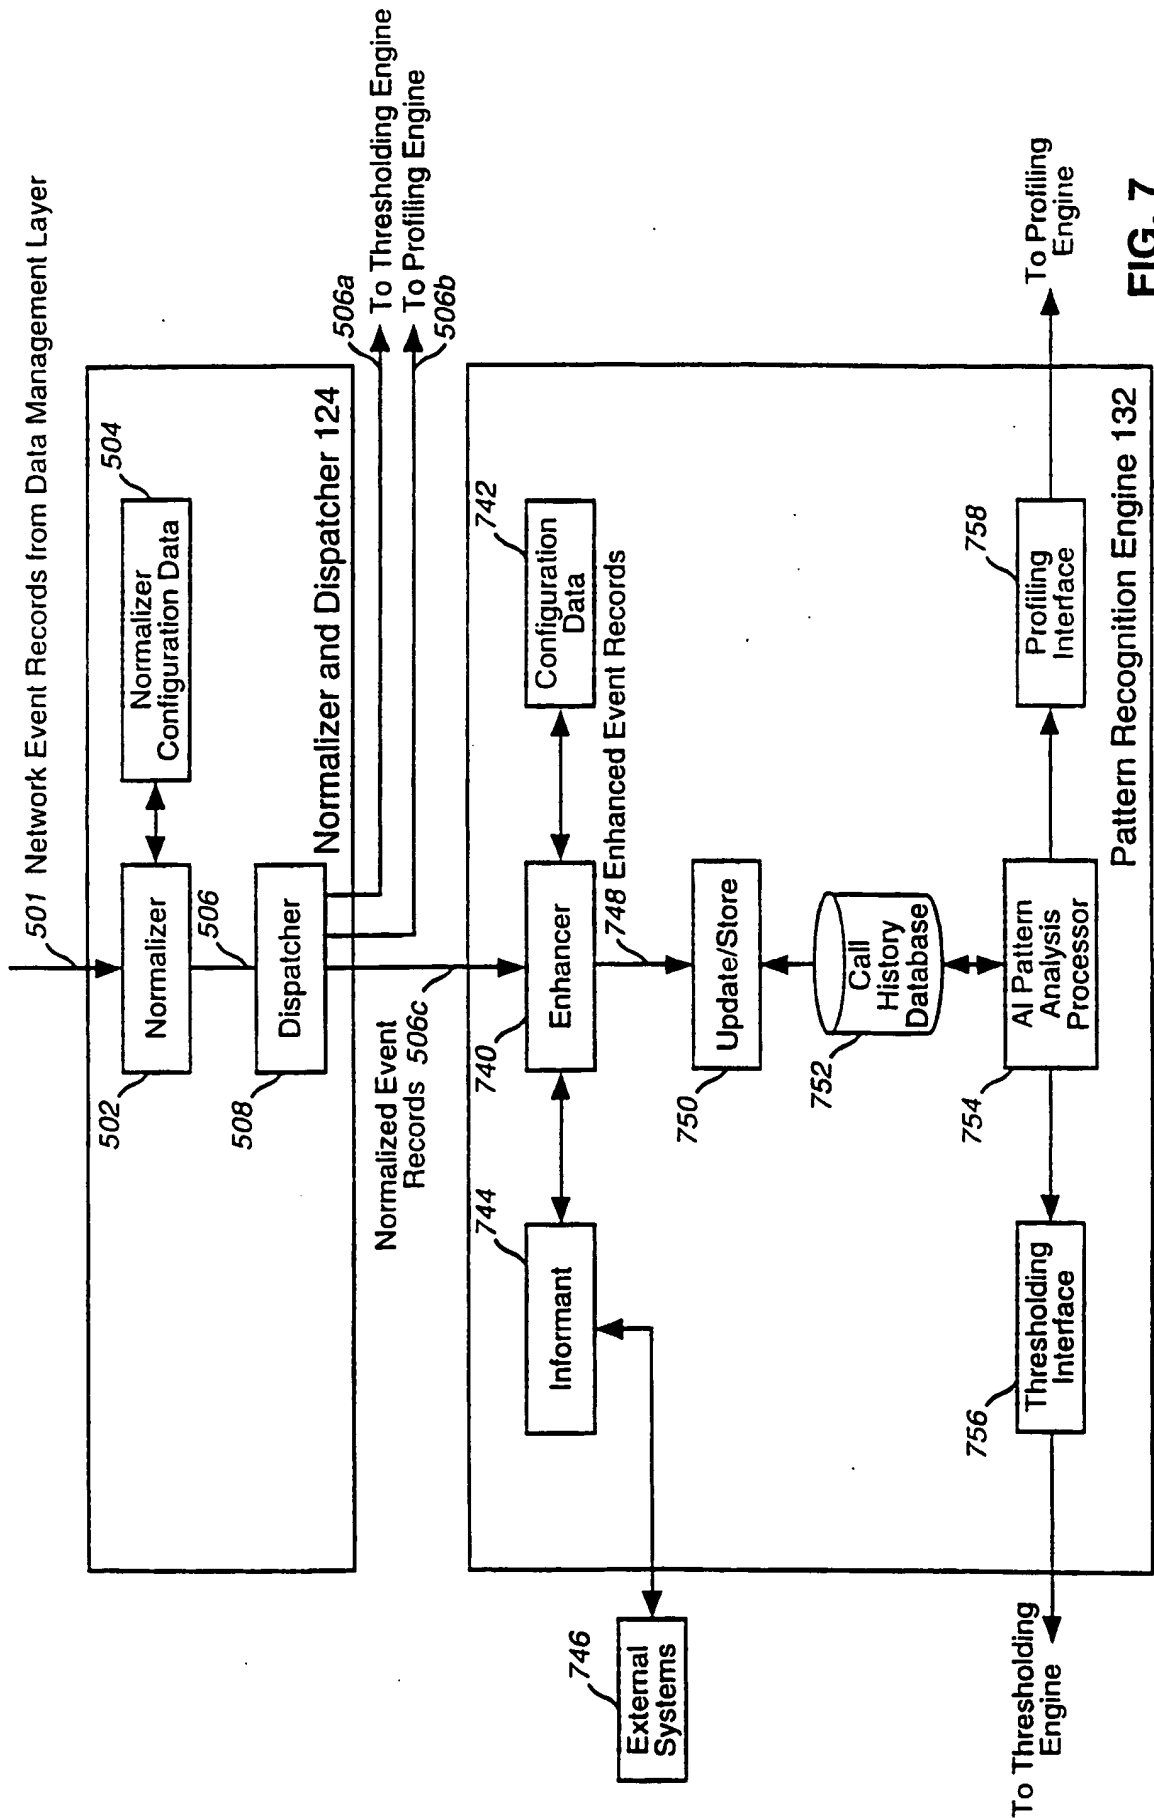 501 Network Event Records from Data Management Layer
502
Normalizer
504
Normalizer
Configuration Data
506
508
Dispatcher
Normalizer and Dispatcher 124
506a
To Thresholding Engine
To Profiling Engine
506b
Normalized Event
Records 506c
744
Informant
740
Enhancer
742
Configuration
Data
746
External
Systems
748 Enhanced Event Records
750
Update/Store
752
Call
History
Database
754
AI Pattern
Analysis
Processor
756
Thresholding
Interface
758
Profiling
Interface
To Thresholding
Engine
To Profiling
Engine
Pattern Recognition Engine 132
FIG. 7